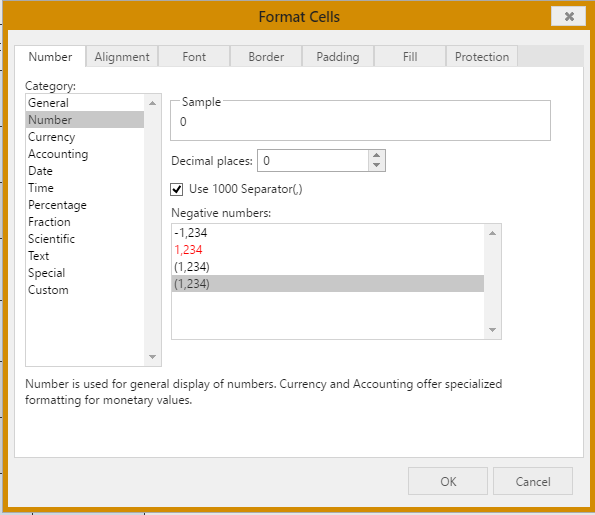 Format Cells
Number Alignment Font Border Padding Fill Protection
Category:
General
Number
Currency
Accounting
Date
Time
Percentage
Fraction
Scientific
Text
Special
Custom
Sample
0
Decimal places: 0
Use 1000 Separator(,)
Negative numbers:
-1,234
1,234
(1,234)
(1,234)
Number is used for general display of numbers. Currency and Accounting offer specialized
formatting for monetary values.
OK Cancel